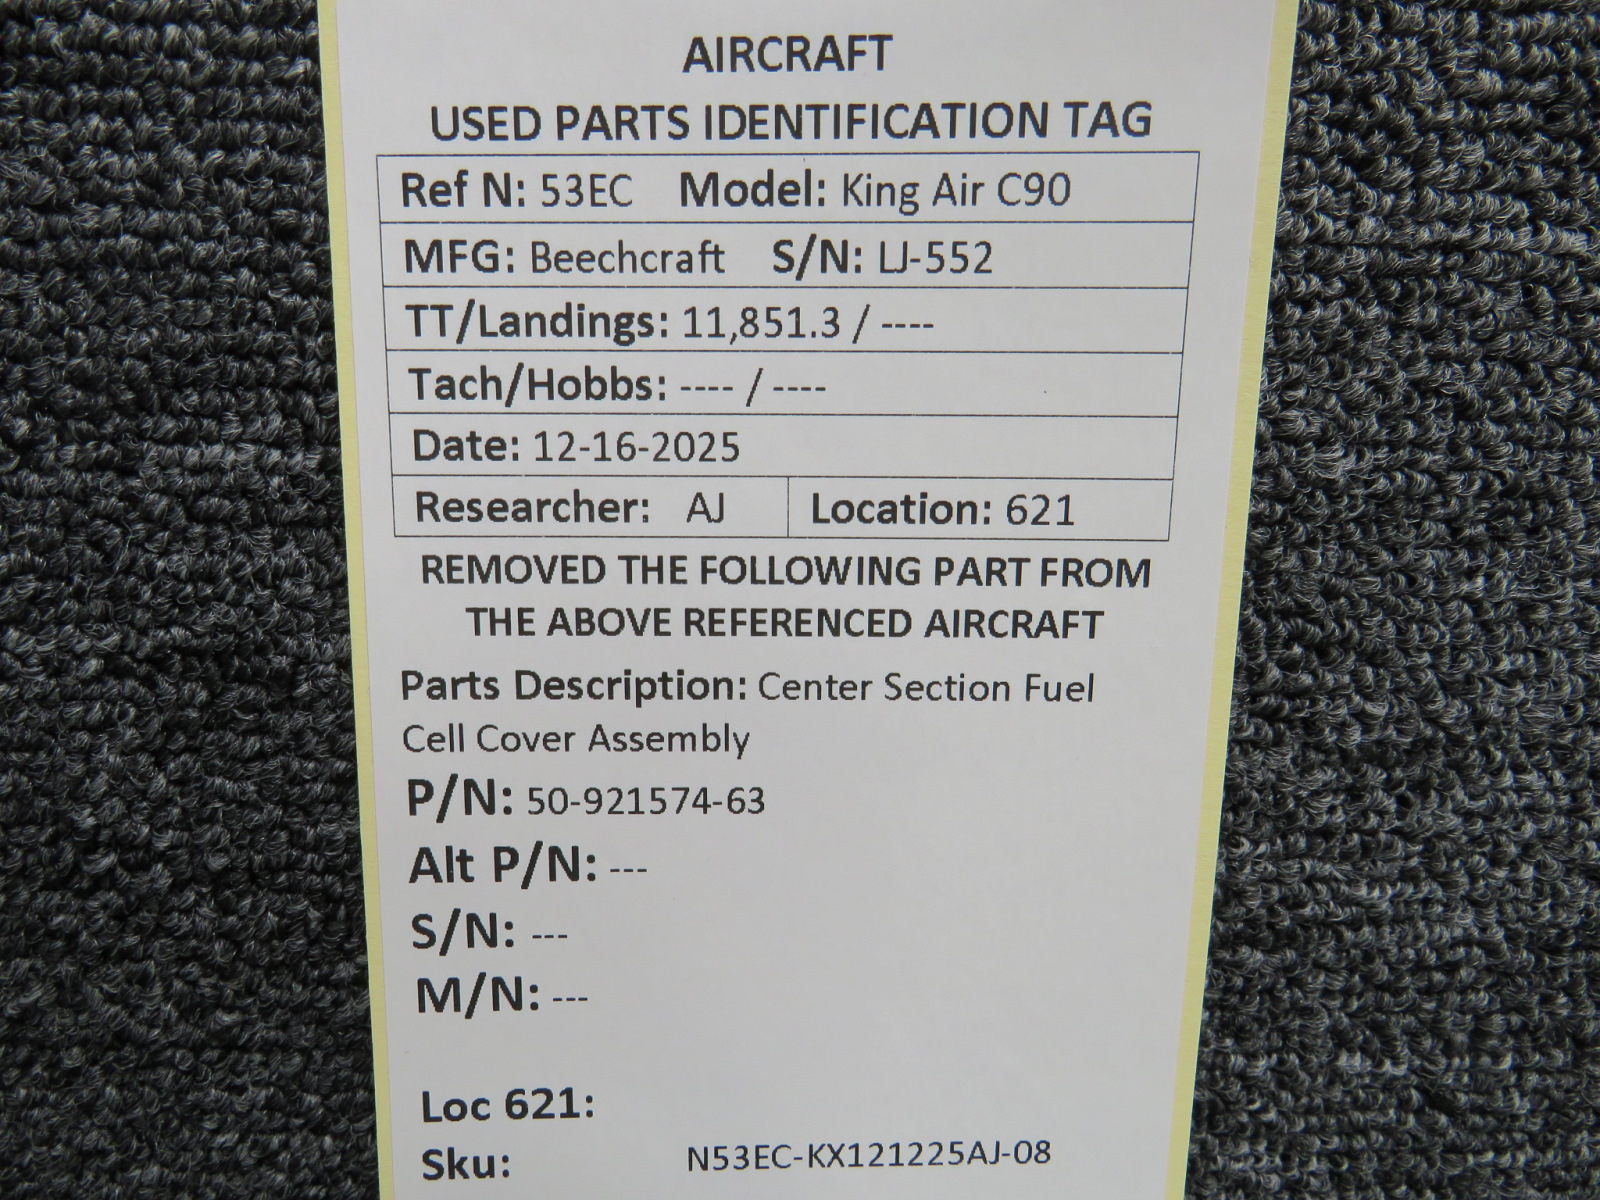 AIRCRAFT
USED PARTS IDENTIFICATION TAG
Ref N: 53EC Model: King Air C90
MFG: Beechcraft S/N: LJ-552
TT/Landings: 11,851.3 / ----
Tach/Hobbs: ---- / ----
Date: 12-16-2025
Researcher: AJ Location: 621
REMOVED THE FOLLOWING PART FROM
THE ABOVE REFERENCED AIRCRAFT
Parts Description: Center Section Fuel
Cell Cover Assembly
P/N: 50-921574-63
Alt P/N: ---
S/N: ---
M/N: ---
Loc 621:
Sku: N53EC-KX121225AJ-08